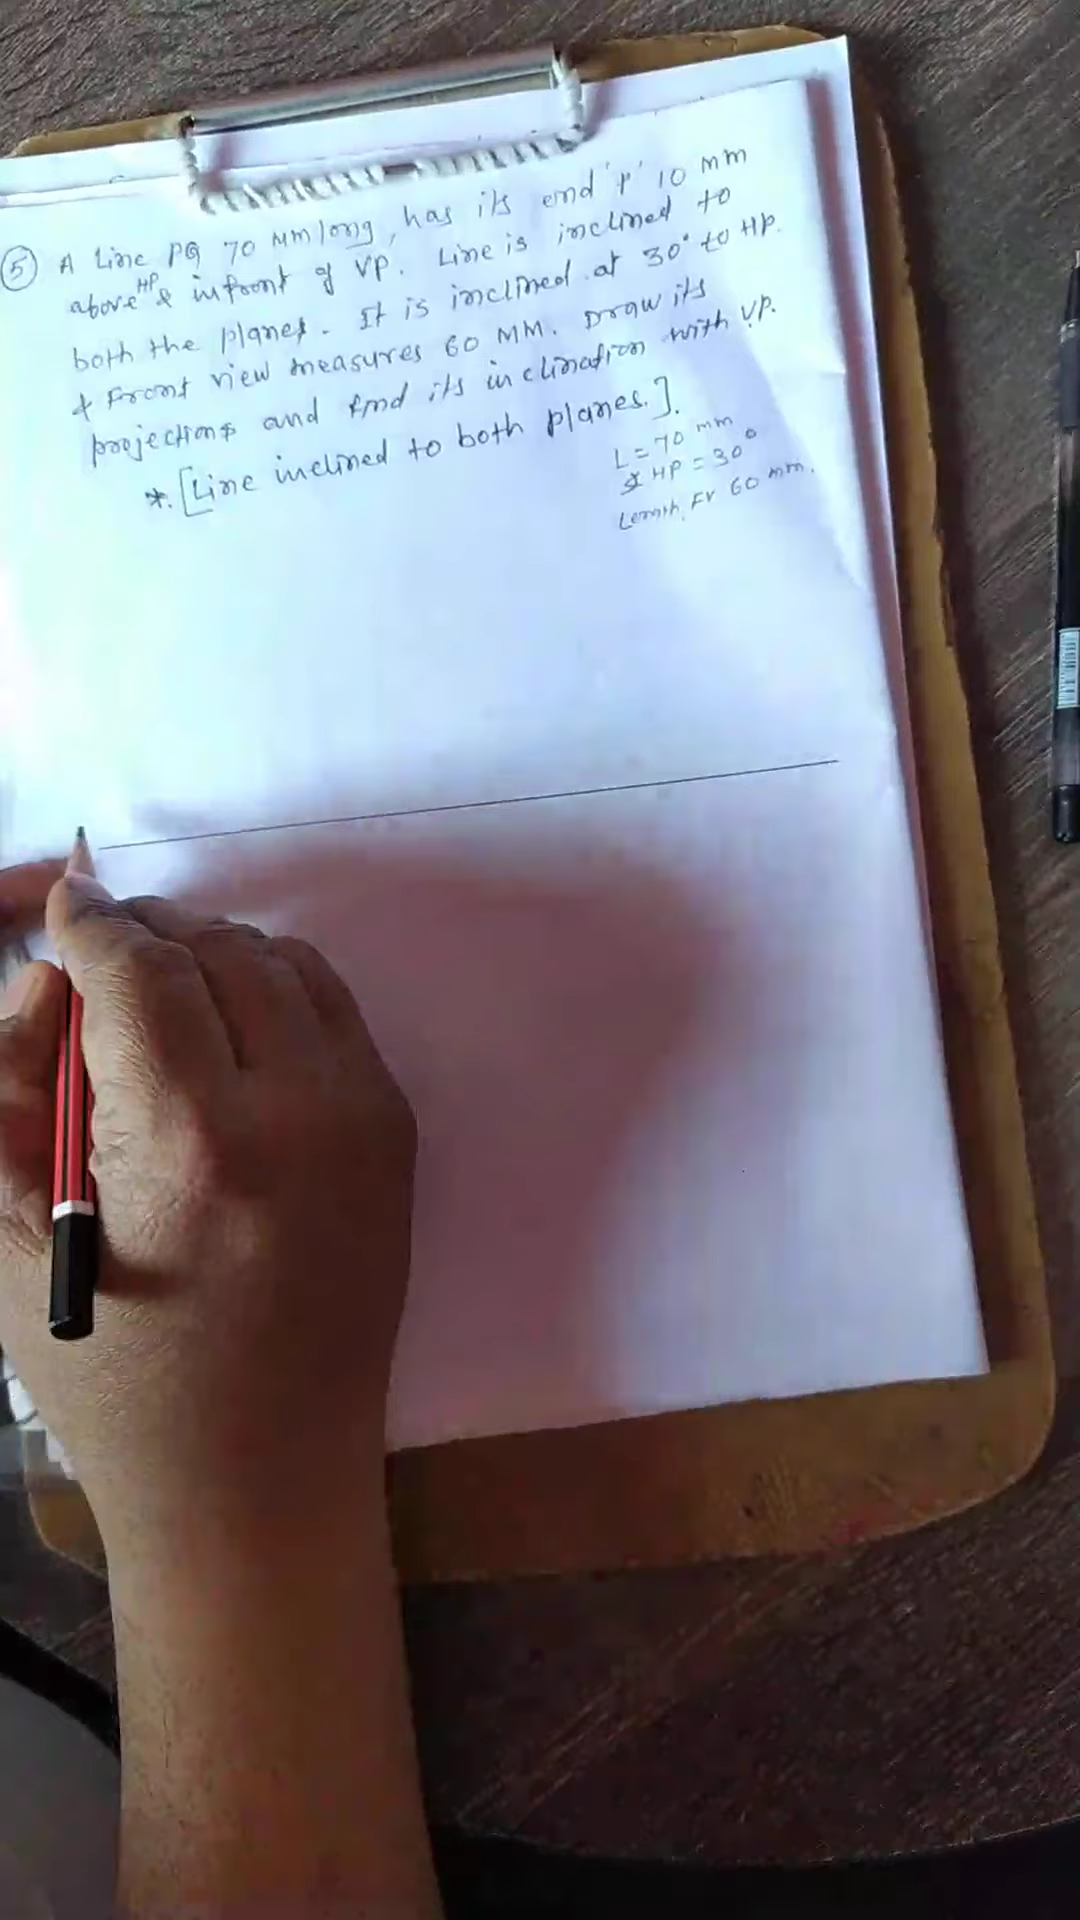 ⑤ A Line PQ 70 MM long, has its end 'P' 10 mm
above HP & infront of VP. Line is inclined to
both the planes. It is inclined at 30° to HP.
& Front view measures 60 MM. Draw its
projections and find its inclination with VP.
*. [Line inclined to both planes.].
L = 70 mm
∡ HP = 30°
Length. FV 60 mm.